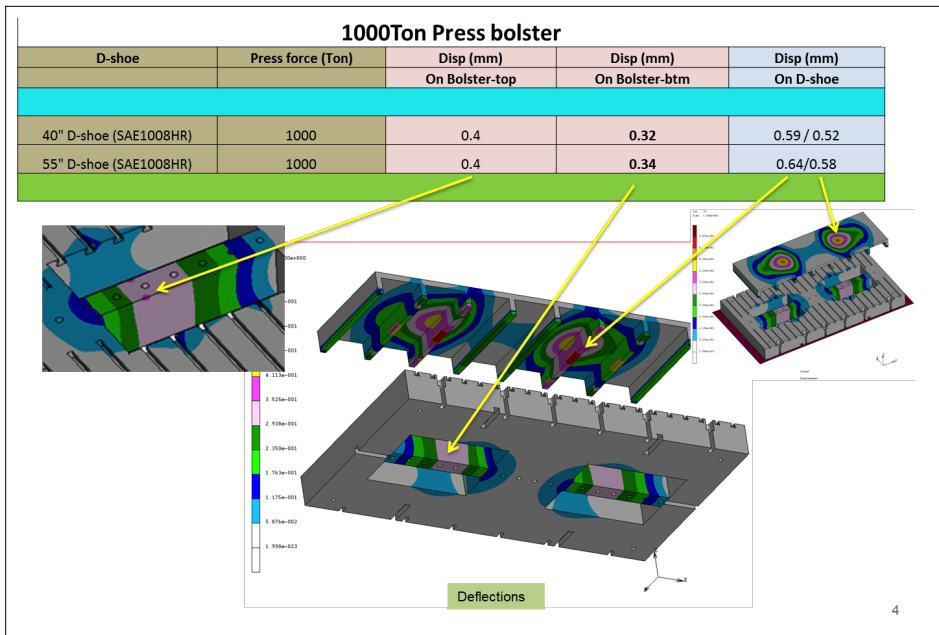 1000Ton Press bolster
D-shoe Press force (Ton) Disp (mm) Disp (mm) Disp (mm)
On Bolster-top On Bolster-btm On D-shoe
40" D-shoe (SAE1008HR) 1000 0.4 0.32 0.59 / 0.52
55" D-shoe (SAE1008HR) 1000 0.4 0.34 0.64/0.58
4.113e-001
3.525e-001
2.938e-001
2.350e-001
1.763e-001
1.175e-001
5.876e-002
1.998e-023
Deflections
4